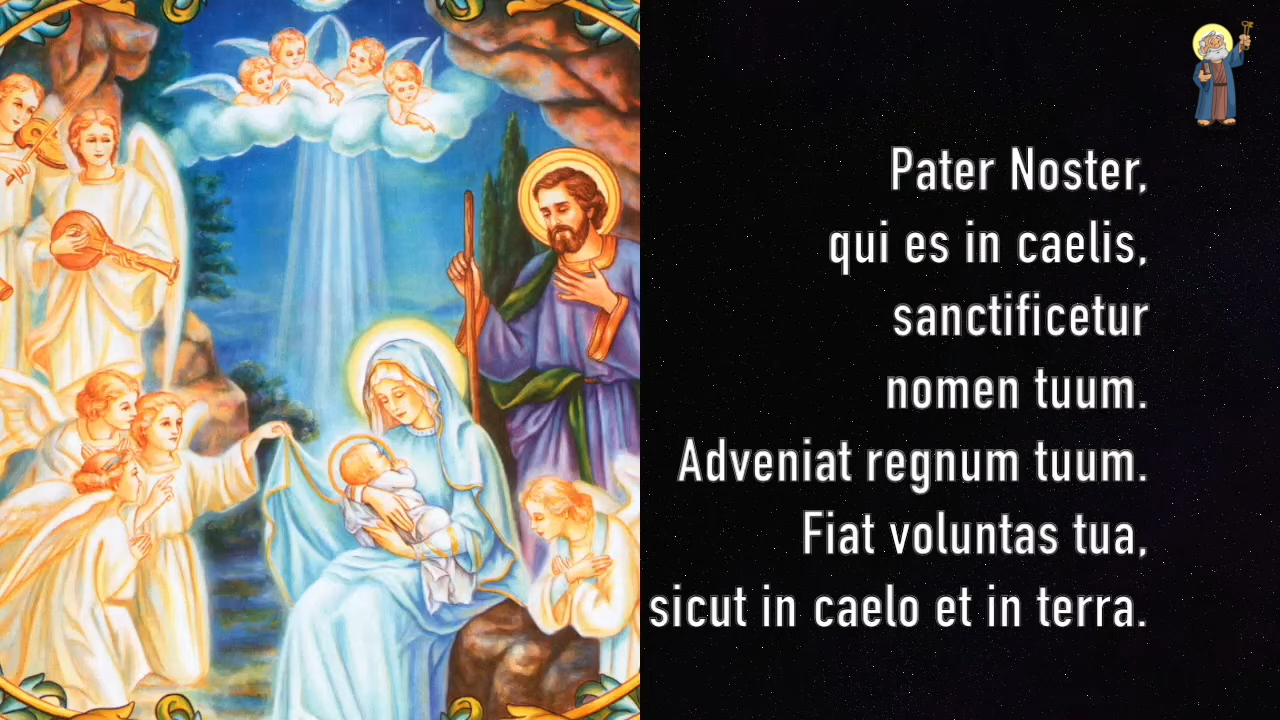 Pater Noster,
qui es in caelis,
sanctificetur
nomen tuum.
Adveniat regnum tuum.
Fiat voluntas tua,
sicut in caelo et in terra.